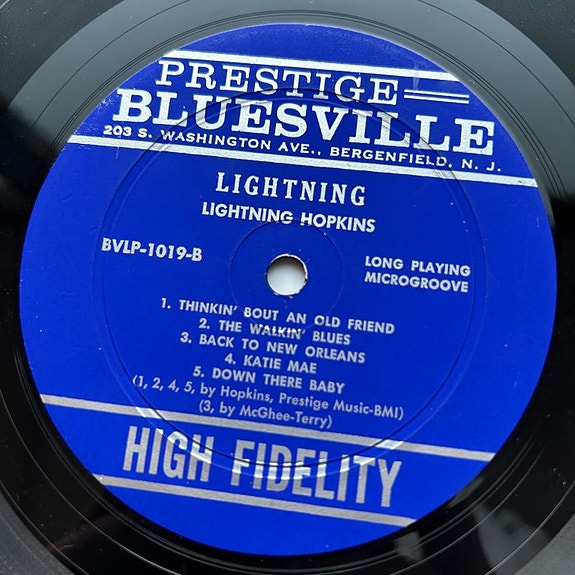 PRESTIGE
BLUESVILLE
203 S. WASHINGTON AVE., BERGENFIELD, N. J.
LIGHTNING
LIGHTNING HOPKINS
BVLP-1019-B
LONG PLAYING
MICROGROOVE
1. THINKIN' BOUT AN OLD FRIEND
2. THE WALKIN' BLUES
3. BACK TO NEW ORLEANS
4. KATIE MAE
5. DOWN THERE BABY
(1, 2, 4, 5, by Hopkins, Prestige Music-BMI)
(3, by McGhee-Terry)
HIGH FIDELITY